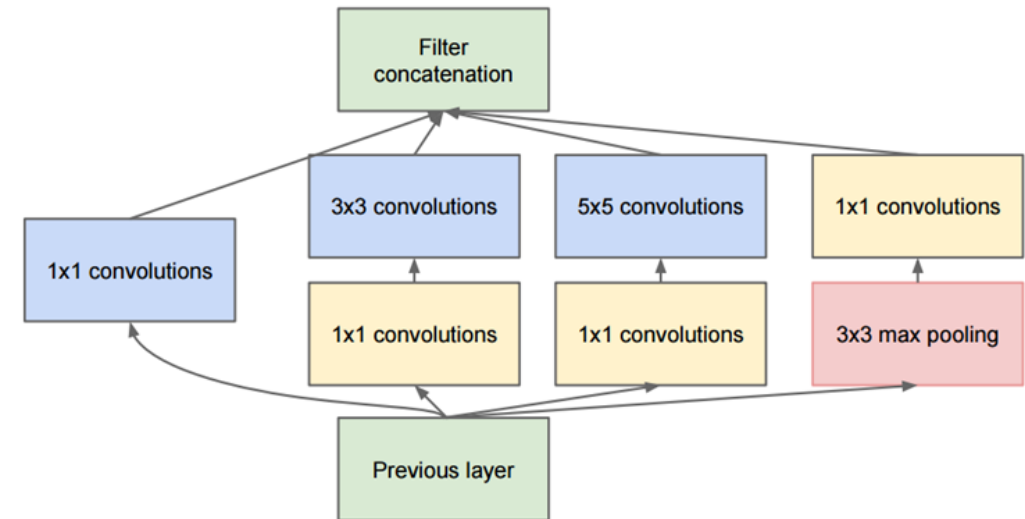 Filter
concatenation
3x3 convolutions
5x5 convolutions
1x1 convolutions
1x1 convolutions
1x1 convolutions
1x1 convolutions
3x3 max pooling
Previous layer